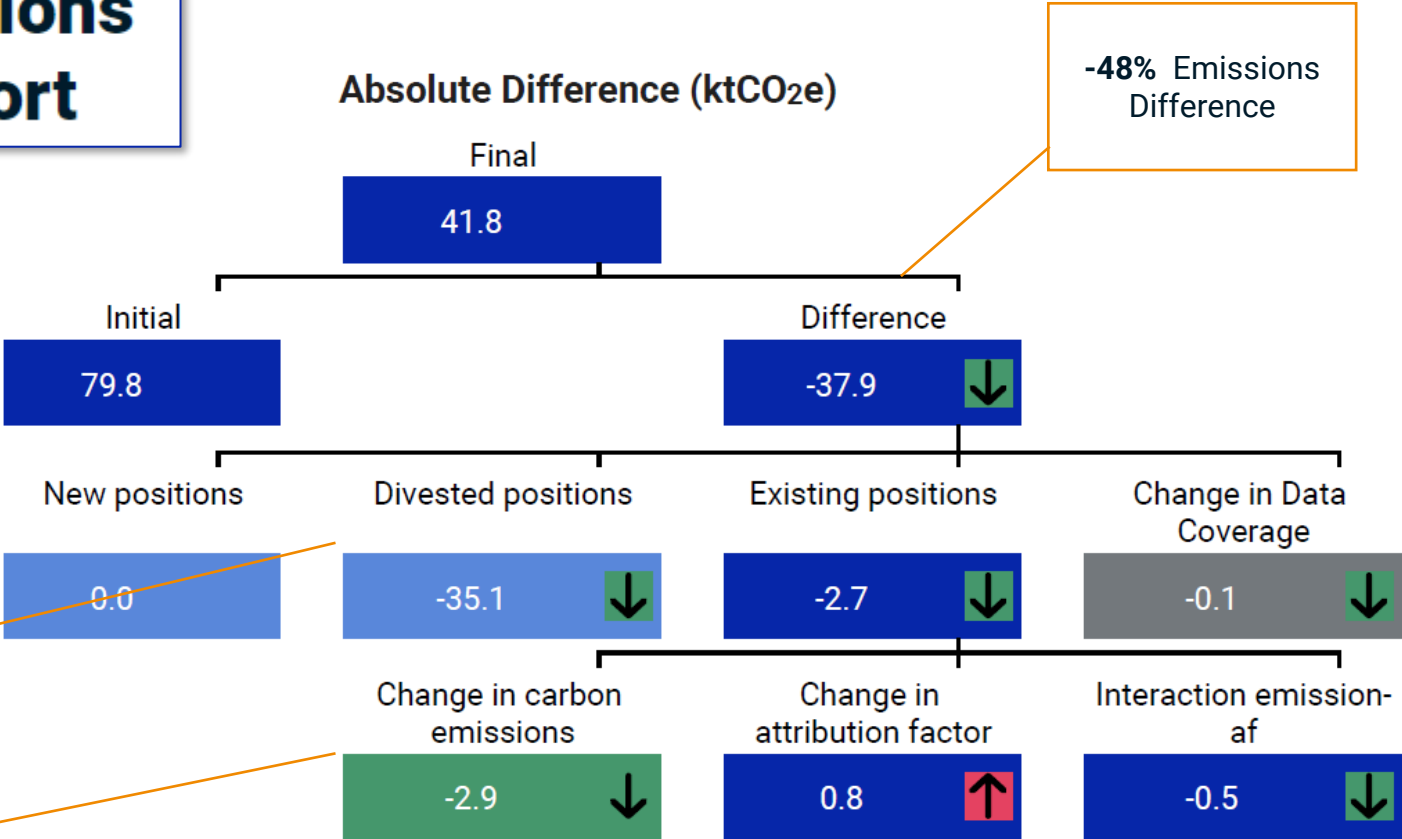 ort
Absolute Difference (ktCO2e)
-48% Emissions
Difference
Final
41.8
Initial
Difference
79.8
-37.9
New positions
Divested positions
Existing positions
Change in Data
Coverage
0.0
-35.1
-2.7
-0.1
Change in carbon
emissions
Change in
attribution factor
Interaction emission-
af
-2.9
0.8
-0.5